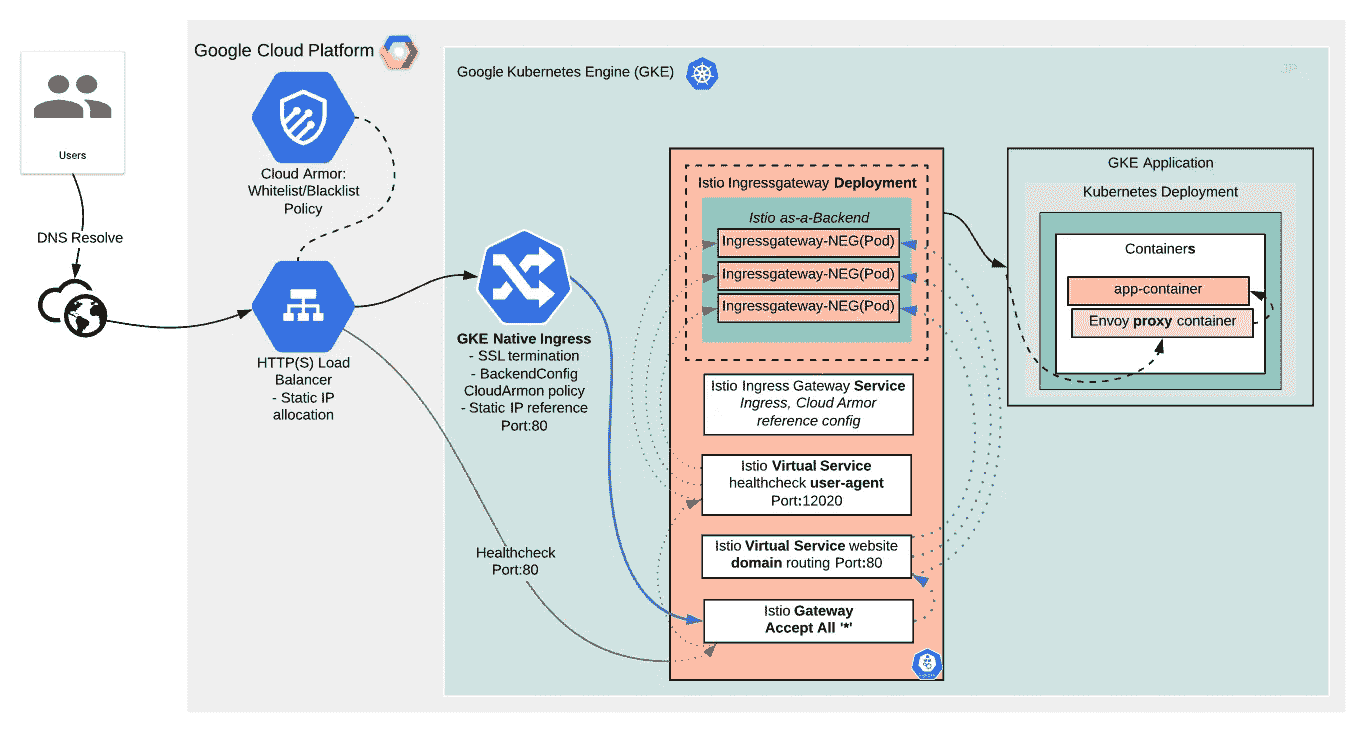 Google Cloud Platform
Google Kubernetes Engine (GKE)
JP
Users
DNS Resolve
Cloud Armor:
Whitelist/Blacklist
Policy
HTTP(S) Load
Balancer
- Static IP
allocation
GKE Native Ingress
- SSL termination
- BackendConfig
CloudArmon policy
- Static IP reference
Port:80
Healthcheck
Port:80
Istio Ingressgateway Deployment
Istio as-a-Backend
Ingressgateway-NEG(Pod)
Ingressgateway-NEG(Pod)
Ingressgateway-NEG(Pod)
Istio Ingress Gateway Service
Ingress, Cloud Armor
reference config
Istio Virtual Service
healthcheck user-agent
Port:12020
Istio Virtual Service website
domain routing Port:80
Istio Gateway
Accept All '*'
GKE Application
Kubernetes Deployment
Containers
app-container
Envoy proxy container